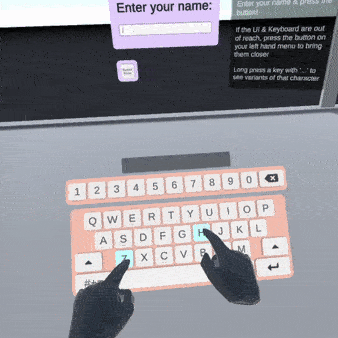 Enter your name:
Enter your name & press the
button!
If the UI & Keyboard are out
of reach, press the button on
your left hand menu to bring
them closer
Long press a key with '...' to
see variants of that character
1 2 3 4 5 6 7 8 9 0
Q W E R T Y U I O P
A S D F G H J K L
Z X C V B M